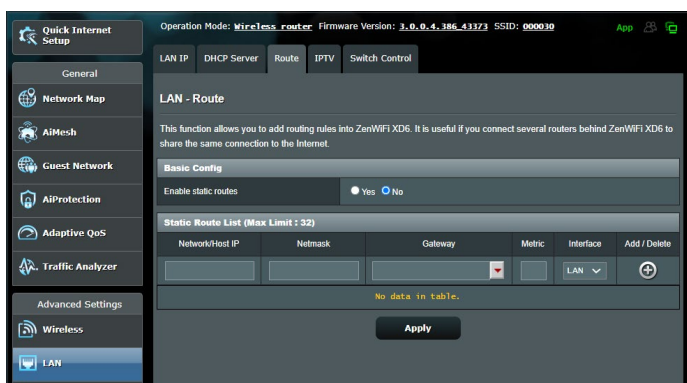 Quick Internet
Setup
Operation Mode: Wireless router Firmware Version: 3.0.0.4.386_43373 SSID: 000030
App
LAN IP DHCP Server Route IPTV Switch Control
General
Network Map
AiMesh
Guest Network
AiProtection
Adaptive QoS
Traffic Analyzer
Advanced Settings
Wireless
LAN
LAN - Route
This function allows you to add routing rules into ZenWiFi XD6. It is useful if you connect several routers behind ZenWiFi XD6 to
share the same connection to the Internet.
Basic Config
Enable static routes Yes No
Static Route List (Max Limit : 32)
Network/Host IP Netmask Gateway Metric Interface Add / Delete
LAN
No data in table.
Apply